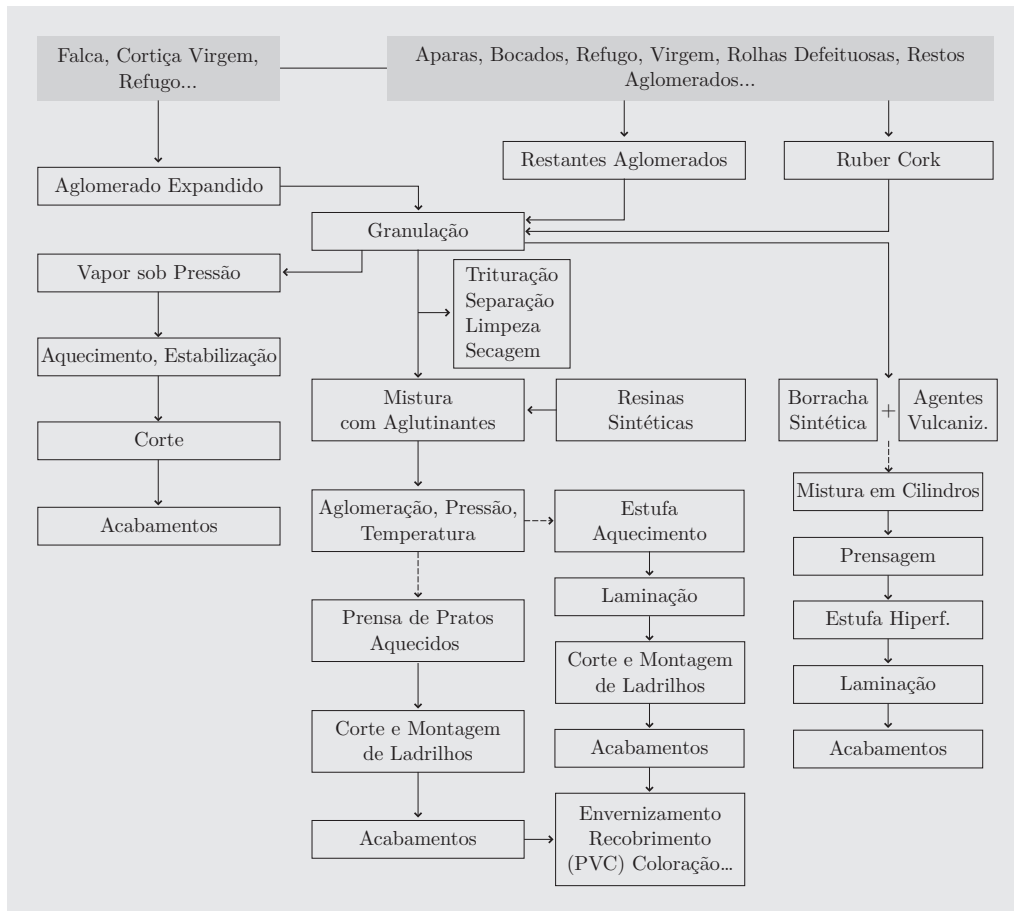 Falca, Cortiça Virgem,
Refugo...
Aparas, Bocados, Refugo, Virgem, Rolhas Defeituosas, Restos
Aglomerados...
Restantes Aglomerados
Ruber Cork
Aglomerado Expandido
Granulação
Vapor sob Pressão
Trituração
Separação
Limpeza
Secagem
Aquecimento, Estabilização
Mistura
com Aglutinantes
Resinas
Sintéticas
Borracha
Sintética
+
Agentes
Vulcaniz.
Corte
Mistura em Cilindros
Aglomeração, Pressão,
Temperatura
Estufa
Aquecimento
Acabamentos
Prensagem
Laminação
Prensa de Pratos
Aquecidos
Estufa Hiperf.
Corte e Montagem
de Ladrilhos
Laminação
Corte e Montagem
de Ladrilhos
Acabamentos
Acabamentos
Acabamentos
Envernizamento
Recobrimento
(PVC) Coloração...